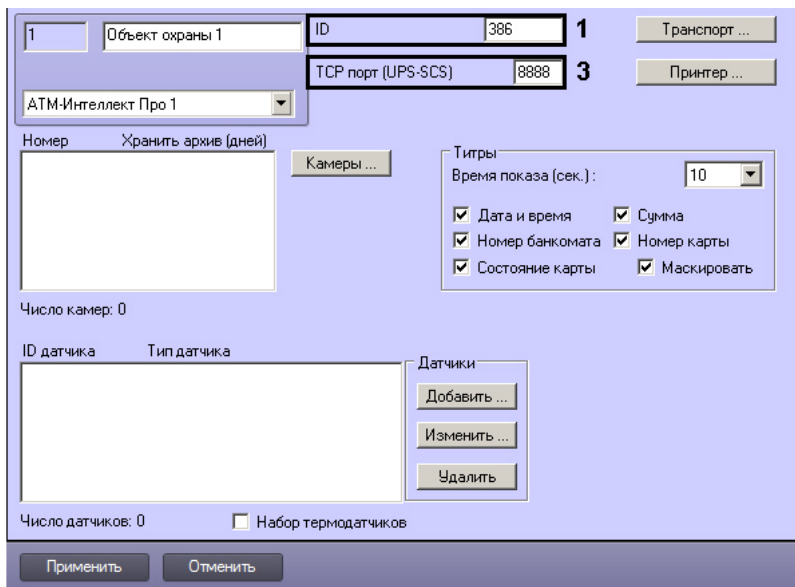 1 Объект охраны 1 ID 386 1 Транспорт ...
TCP порт (UPS-SCS) 8888 3 Принтер ...
АТМ-Интеллект Про 1
Номер Хранить архив (дней)
Камеры ...
Титры
Время показа (сек.) : 10
Дата и время Сумма
Номер банкомата Номер карты
Состояние карты Маскировать
Число камер: 0
ID датчика Тип датчика
Датчики
Добавить ...
Изменить ...
Удалить
Число датчиков: 0 Набор термодатчиков
Применить Отменить